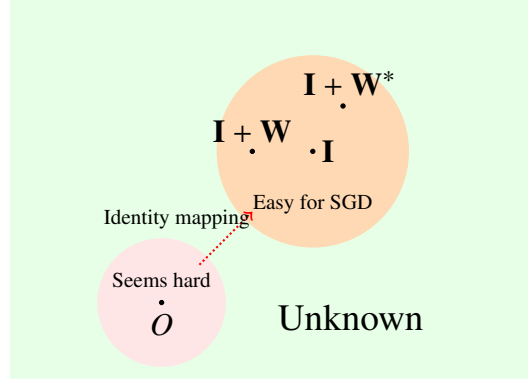 I + W*
I + W
I
Easy for SGD
Identity mapping
Seems hard
O
Unknown